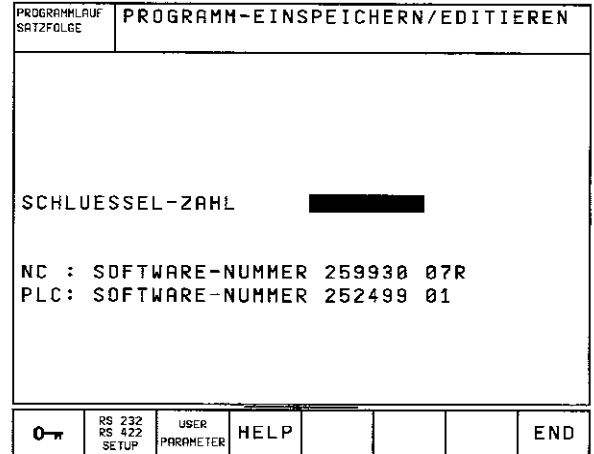 PROGRAMMLAUF
SATZFOLGE
PROGRAMM-EINSPEICHERN/EDITIEREN
SCHLUESSEL-ZAHL
NC : SOFTWARE-NUMMER 259930 07R
PLC: SOFTWARE-NUMMER 252499 01
RS 232
RS 422
SETUP
USER
PARAMETER
HELP
END